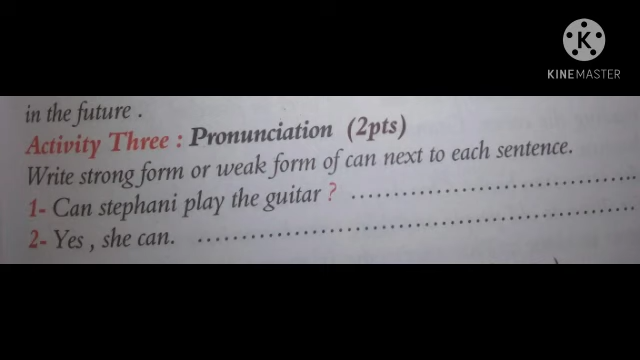 K
KINEMASTER
in the future .
Activity Three : Pronunciation (2pts)
Write strong form or weak form of can next to each sentence.
1- Can stephani play the guitar ? ........................................
2- Yes , she can. ............................................................